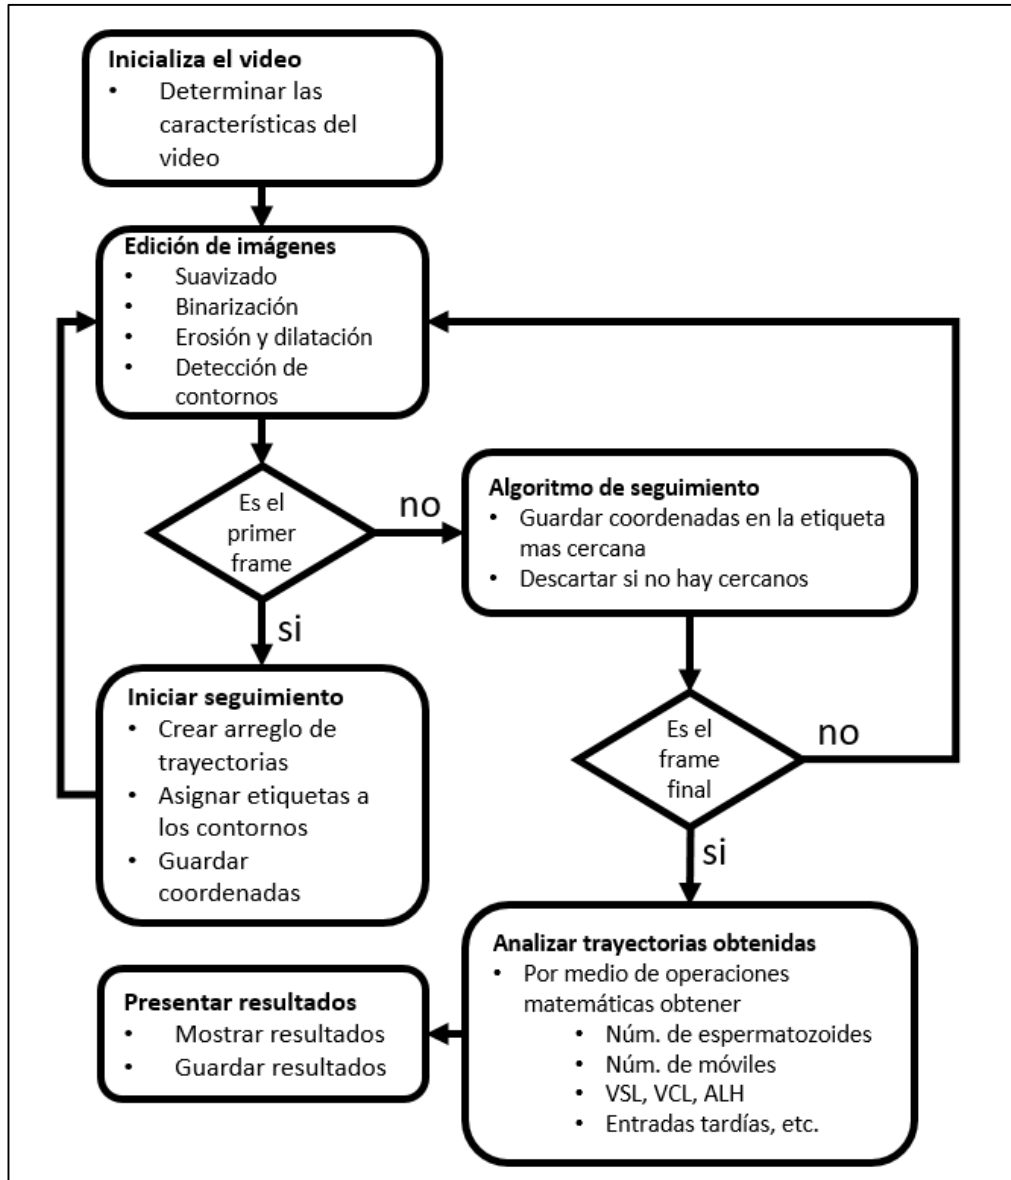 Inicializa el video
• Determinar las
características del
video
Edición de imágenes
• Suavizado
• Binarización
• Erosión y dilatación
• Detección de
contornos
Es el
primer
frame
no
si
Algoritmo de seguimiento
• Guardar coordenadas en la etiqueta
mas cercana
• Descartar si no hay cercanos
Iniciar seguimiento
• Crear arreglo de
trayectorias
• Asignar etiquetas a
los contornos
• Guardar
coordenadas
Es el
frame
final
no
si
Analizar trayectorias obtenidas
• Por medio de operaciones
matemáticas obtener
• Núm. de espermatozoides
• Núm. de móviles
• VSL, VCL, ALH
• Entradas tardías, etc.
Presentar resultados
• Mostrar resultados
• Guardar resultados